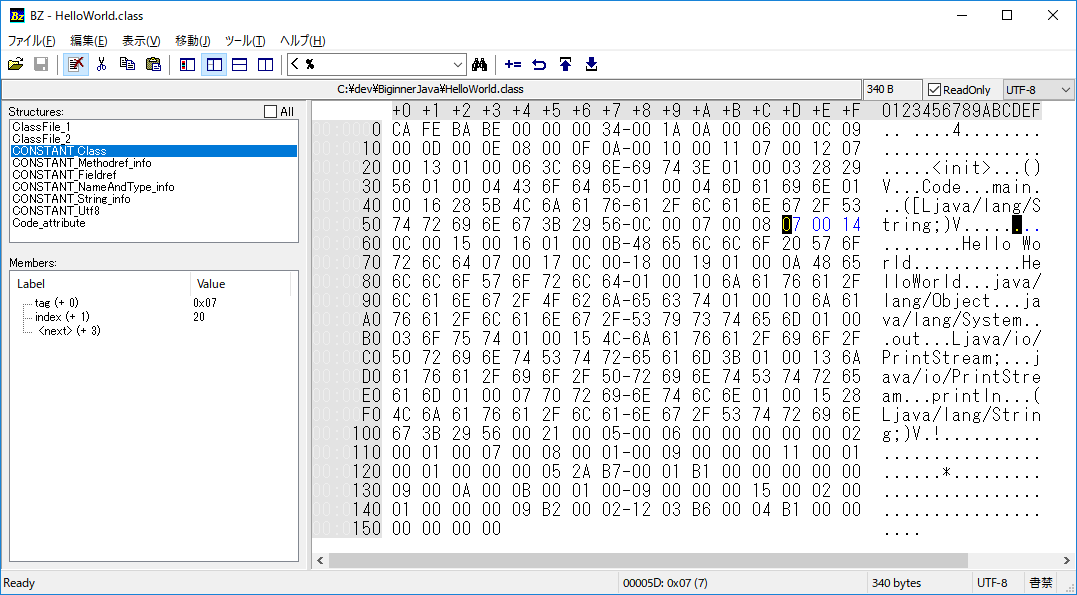 BZ - HelloWorld.class
ファイル(F) 編集(E) 表示(V) 移動(J) ツール(T) ヘルプ(H)
< %
C:¥dev¥BiginnerJava¥HelloWorld.class 340 B ReadOnly UTF-8
Structures: All
ClassFile_1
ClassFile_2
CONSTANT_Class
CONSTANT_Methodref_info
CONSTANT_Fieldref
CONSTANT_NameAndType_info
CONSTANT_String_info
CONSTANT_Utf8
Code_attribute
Members:
Label Value
tag (+ 0) 0x07
index (+ 1) 20
<next> (+ 3)
+0 +1 +2 +3 +4 +5 +6 +7 +8 +9 +A +B +C +D +E +F 0123456789ABCDEF
0 CA FE BA BE 00 00 00 34-00 1A 0A 00 06 00 0C 09 .. ....4........
10 00 0D 00 0E 08 00 0F 0A-00 10 00 11 07 00 12 07 ................
20 00 13 01 00 06 3C 69 6E-69 74 3E 01 00 03 28 29 .....<init>...()
30 56 01 00 04 43 6F 64 65-01 00 04 6D 61 69 6E 01 V...Code...main.
40 00 16 28 5B 4C 6A 61 76-61 2F 6C 61 6E 67 2F 53 ..([Ljava/lang/S
50 74 72 69 6E 67 3B 29 56-0C 00 07 00 08 07 00 14 tring;)V........
60 0C 00 15 00 16 01 00 0B-48 65 6C 6C 6F 20 57 6F ........Hello Wo
70 72 6C 64 07 00 17 0C 00-18 00 19 01 00 0A 48 65 rld...........He
80 6C 6C 6F 57 6F 72 6C 64-01 00 10 6A 61 76 61 2F lloWorld...java/
90 6C 61 6E 67 2F 4F 62 6A-65 63 74 01 00 10 6A 61 lang/Object...ja
A0 76 61 2F 6C 61 6E 67 2F-53 79 73 74 65 6D 01 00 va/lang/System..
B0 03 6F 75 74 01 00 15 4C-6A 61 76 61 2F 69 6F 2F .out...Ljava/io/
C0 50 72 69 6E 74 53 74 72-65 61 6D 3B 01 00 13 6A PrintStream;...j
D0 61 76 61 2F 69 6F 2F 50-72 69 6E 74 53 74 72 65 ava/io/PrintStre
E0 61 6D 01 00 07 70 72 69-6E 74 6C 6E 01 00 15 28 am...println...(
F0 4C 6A 61 76 61 2F 6C 61-6E 67 2F 53 74 72 69 6E Ljava/lang/Strin
100 67 3B 29 56 00 21 00 05-00 06 00 00 00 00 00 02 g;)V.!..........
110 00 01 00 07 00 08 00 01-00 09 00 00 00 11 00 01 ................
120 00 01 00 00 00 05 2A B7-00 01 B1 00 00 00 00 00 ......*.........
130 09 00 0A 00 0B 00 01 00-09 00 00 00 15 00 02 00 ................
140 01 00 00 00 09 B2 00 02-12 03 B6 00 04 B1 00 00 ................
150 00 00 00 00 ....
Ready 00005D: 0x07 (7) 340 bytes UTF-8 書禁